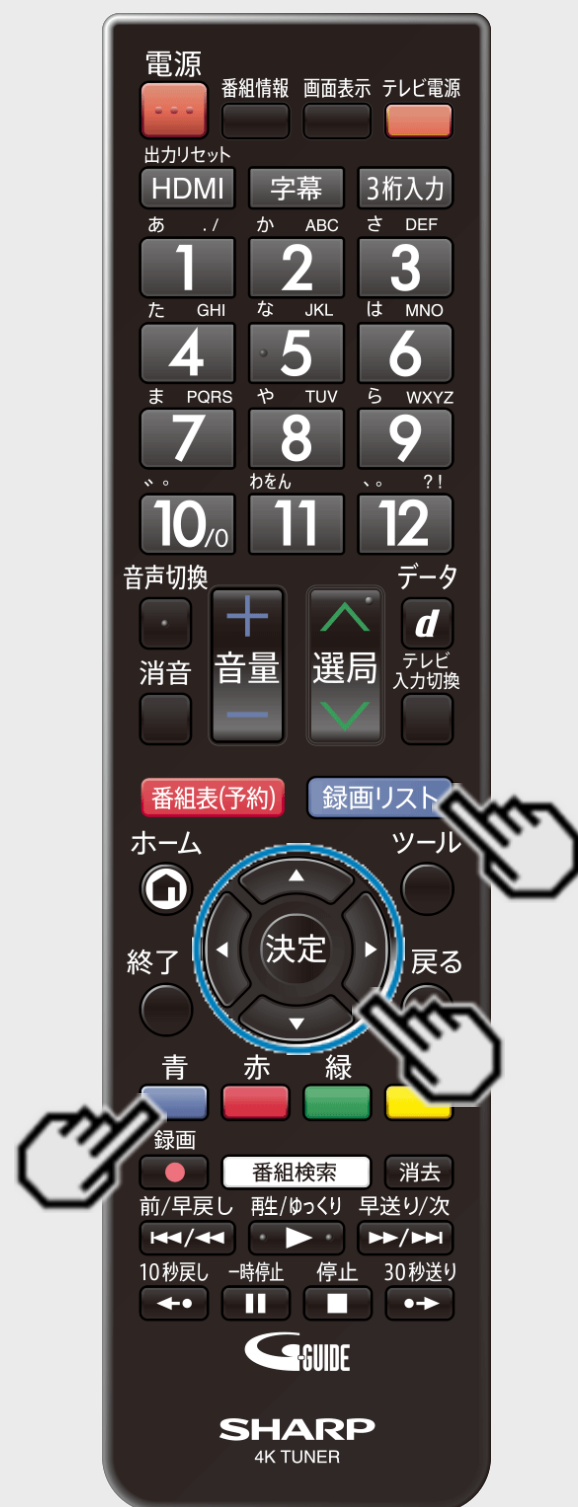 電源
番組情報 画面表示 テレビ電源
出力リセット
HDMI 字幕 3桁入力
あ ./ か ABC さ DEF
1 2 3
た GHI な JKL は MNO
4 5 6
ま PQRS や TUV ら WXYZ
7 8 9
゛゜ わをん 、。 ?!
10/0 11 12
音声切換 データ
+ d
消音 音量 選局 テレビ
入力切換
−
番組表(予約) 録画リスト
ホーム ツール
決定
終了 戻る
青 赤 緑
録画
番組検索 消去
前/早戻し 再生/ゆっくり 早送り/次
10秒戻し 一時停止 停止 30秒送り
G-GUIDE
SHARP
4K TUNER